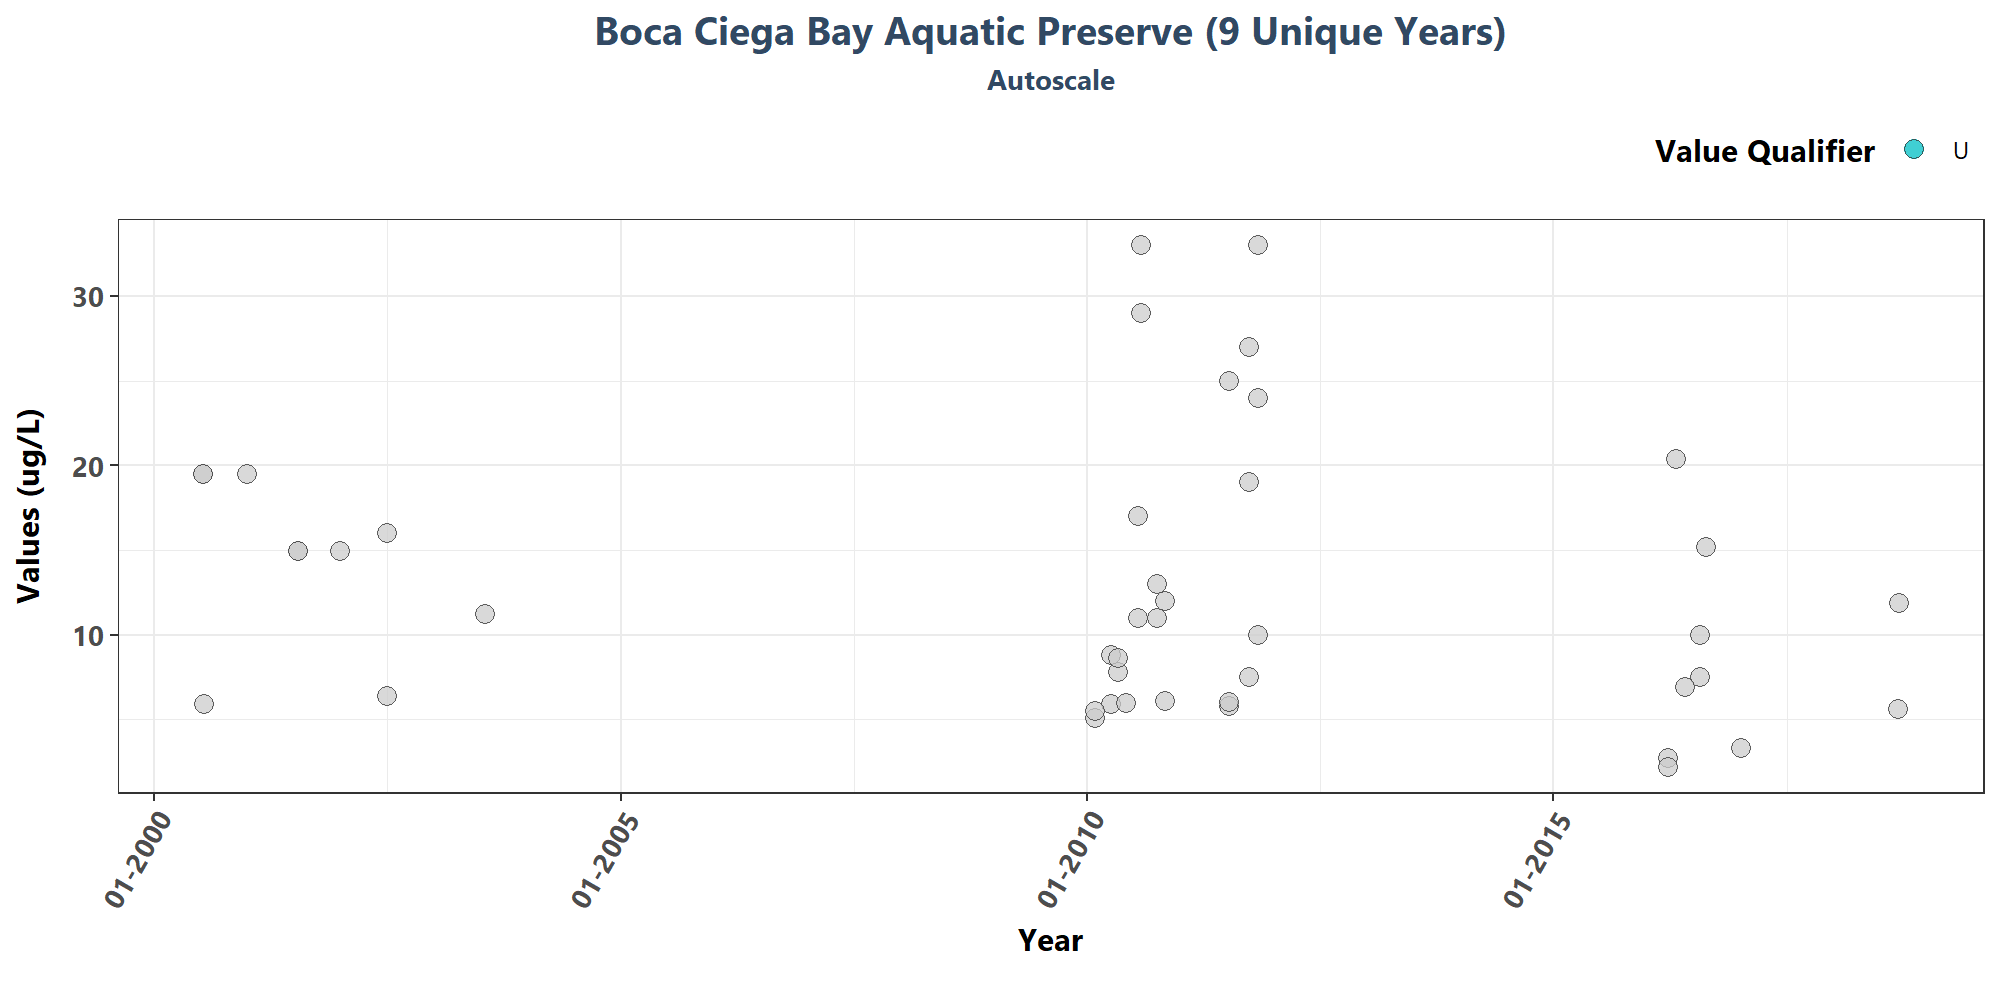 Boca Ciega Bay Aquatic Preserve (9 Unique Years)
Autoscale
Value Qualifier U
Values (ug/L)
30
20
10
01-2000 01-2005 01-2010 01-2015
Year